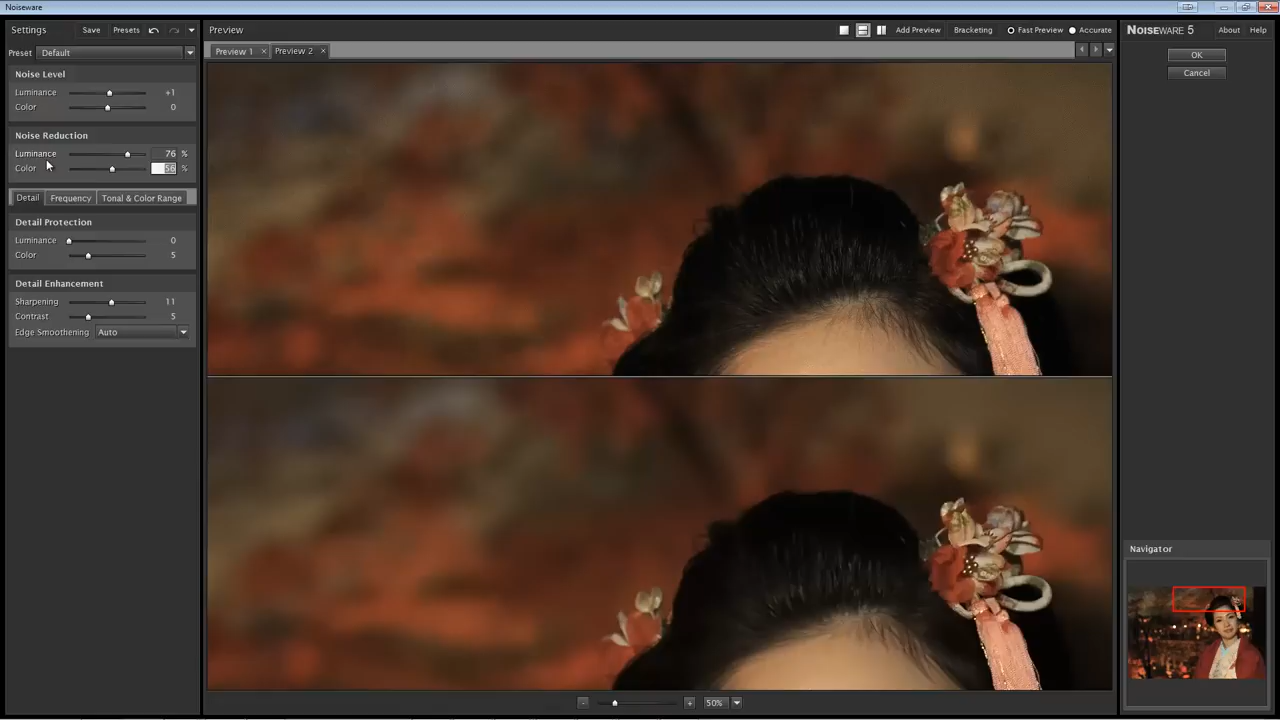 Noiseware
Settings Save Presets
Preset Default
Noise Level
Luminance +1
Color 0
Noise Reduction
Luminance 76 %
Color 56 %
Detail Frequency Tonal & Color Range
Detail Protection
Luminance 0
Color 5
Detail Enhancement
Sharpening 11
Contrast 5
Edge Smoothening Auto
Preview Add Preview Bracketing Fast Preview Accurate
Preview 1 × Preview 2 ×
- + 50%
NOISEWARE 5 About Help
OK
Cancel
Navigator